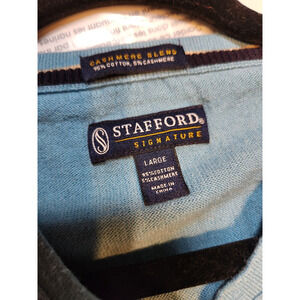 CASHMERE BLEND
95% COTTON, 5% CASHMERE
S STAFFORD®
SIGNATURE
LARGE
95%COTTON
5%CASHMERE
MADE IN
CHINA